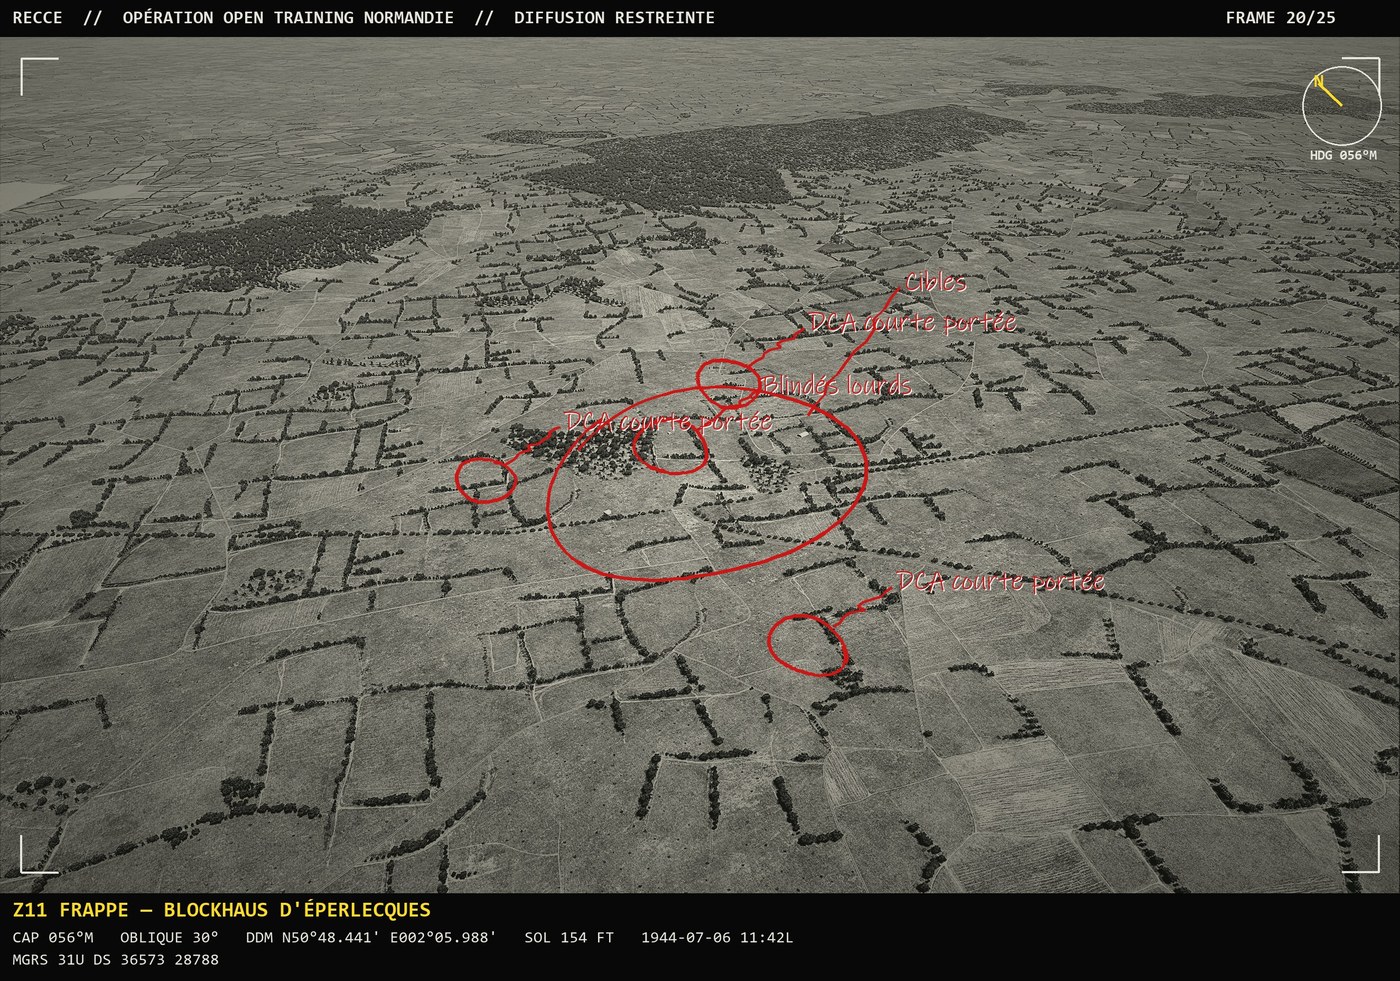 RECCE // OPÉRATION OPEN TRAINING NORMANDIE // DIFFUSION RESTREINTE FRAME 20/25
N
HDG 056°M
Cibles
DCA courte portée
Blindés lourds
DCA courte portée
DCA courte portée
Z11 FRAPPE — BLOCKHAUS D'ÉPERLECQUES
CAP 056°M OBLIQUE 30° DDM N50°48.441' E002°05.988' SOL 154 FT 1944-07-06 11:42L
MGRS 31U DS 36573 28788